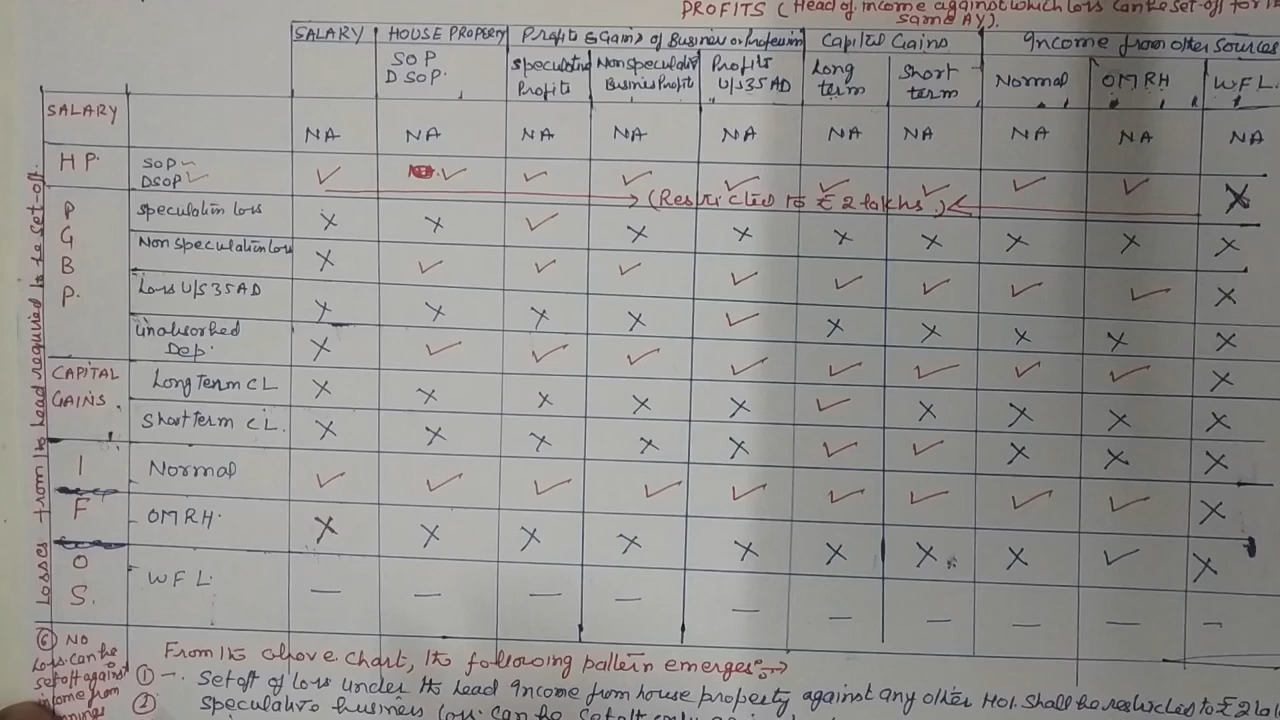 PROFITS (Head of income against which loss can be set-off for the
same AY).
SALARY HOUSE PROPERTY Profits & Gains of Business or Profession Capital Gains Income from other sources
SOP
DSOP.
Speculative
Profits
Non speculative
Business Profit
Profits
U/S 35 AD
Long
term
Short
term
Normal OMRH WFL.
SALARY NA NA NA NA NA NA NA NA NA NA
HP. SOP ✓
DSOP ✓
✓ ✓ ✓ ✓ ✓ ✓ ✓ ✓ ✓ X
(Restricted to ₹ 2 lakhs.)
P
G
B
P.
Speculation loss X X ✓ X X X X X X X
Non speculation loss X ✓ ✓ ✓ ✓ ✓ ✓ ✓ ✓ X
Loss U/S 35 AD X X X X ✓ X X X X X
Unabsorbed
Dep.
X ✓ ✓ ✓ ✓ ✓ ✓ ✓ ✓ X
CAPITAL
GAINS
Long Term CL X X X X X ✓ X X X X
Short term CL. X X X X X ✓ ✓ X X X
I
F
O
S.
Normal ✓ ✓ ✓ ✓ ✓ ✓ ✓ ✓ ✓ X
OMRH. X X X X X X X X ✓ X
WFL. — — — — — — — — — —
Losses from the head required to be set-off.
⑥ NO
Loss can be
set off against
income from
From the above chart, the following pattern emerges:→
① –. Set off of loss under the head Income from house property against any other HOI. Shall be restricted to ₹ 2
② speculative business loss can be set off only